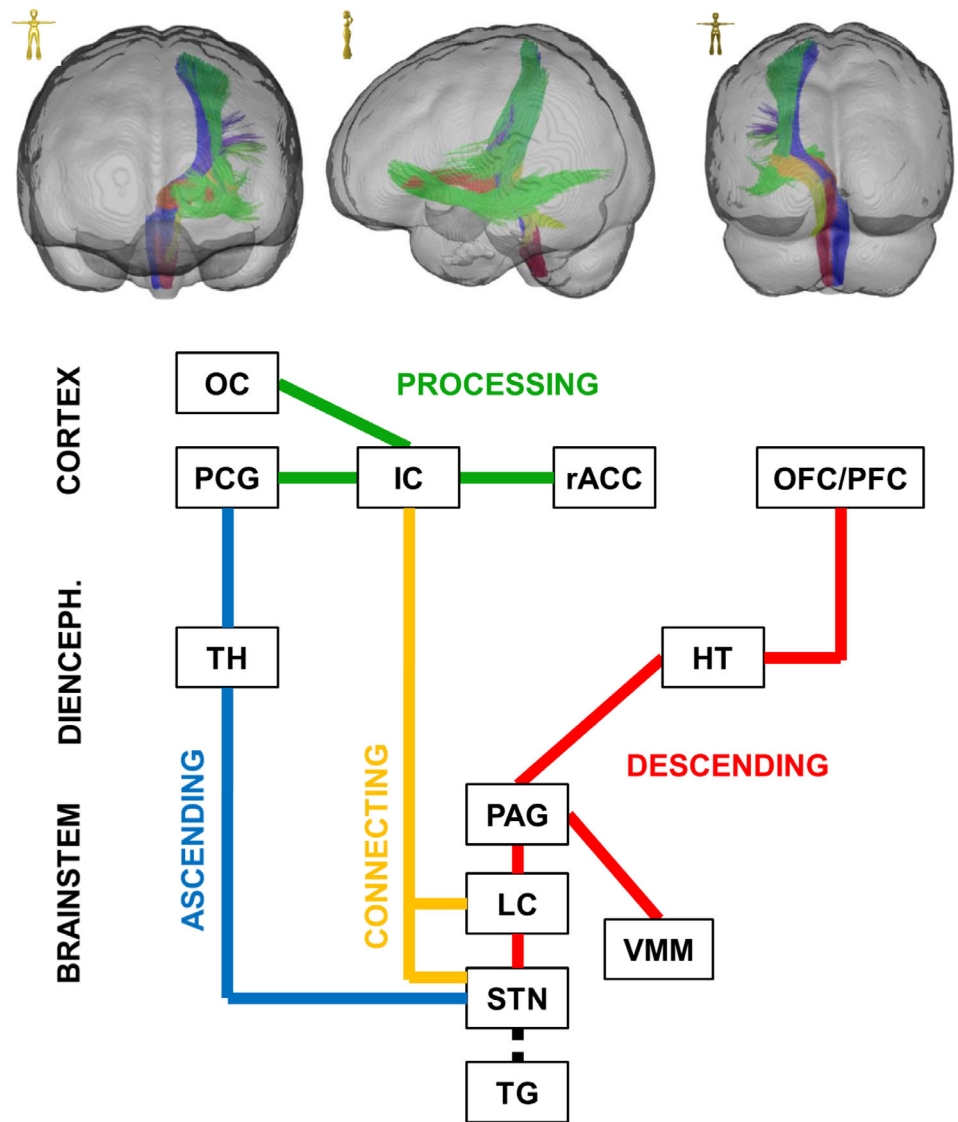 OC
PROCESSING
CORTEX
PCG
IC
rACC
OFC/PFC
DIENCEPH.
TH
HT
ASCENDING
CONNECTING
DESCENDING
BRAINSTEM
PAG
LC
VMM
STN
TG